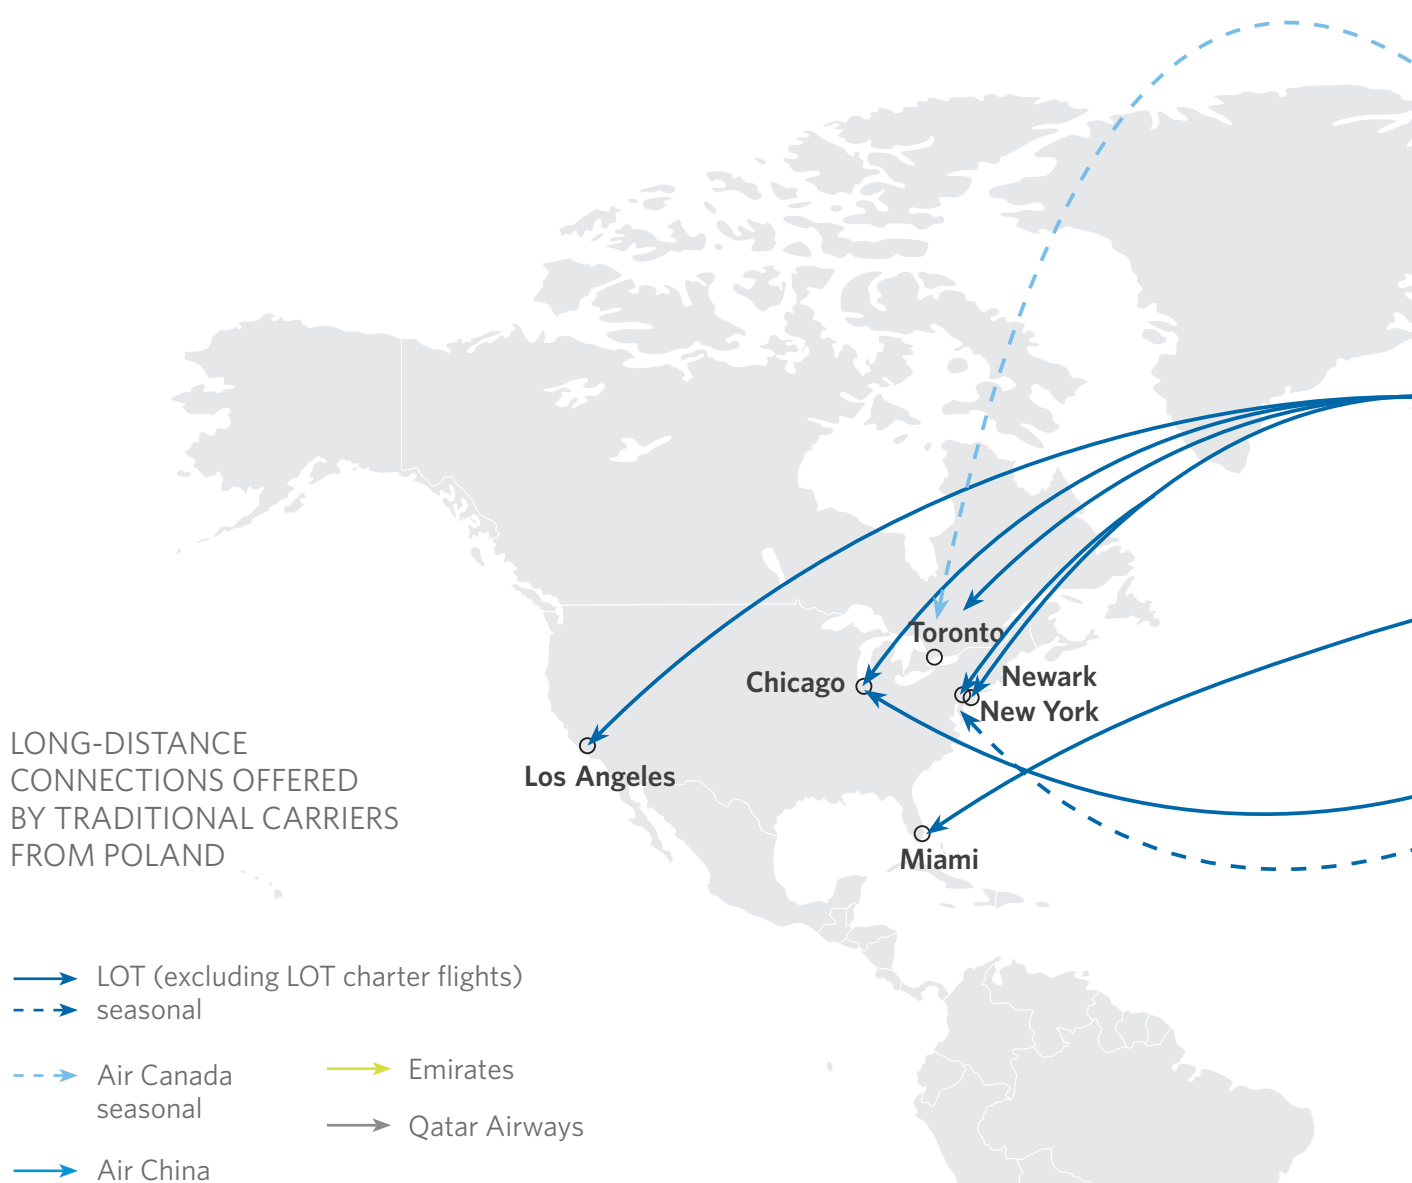 Toronto
Chicago
Newark
New York
Los Angeles
Miami
LONG-DISTANCE
CONNECTIONS OFFERED
BY TRADITIONAL CARRIERS
FROM POLAND
LOT (excluding LOT charter flights)
seasonal
Air Canada
seasonal
Emirates
Qatar Airways
Air China